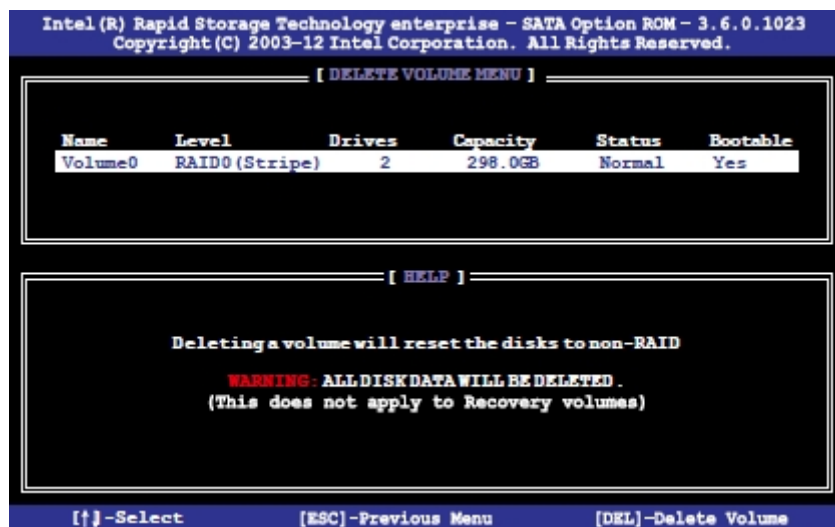 Intel(R) Rapid Storage Technology enterprise - SATA Option ROM - 3.6.0.1023
Copyright(C) 2003-12 Intel Corporation. All Rights Reserved.
[ DELETE VOLUME MENU ]
Name Level Drives Capacity Status Bootable
Volume0 RAID0(Stripe) 2 298.0GB Normal Yes
[ HELP ]
Deleting a volume will reset the disks to non-RAID
WARNING: ALL DISK DATA WILL BE DELETED.
(This does not apply to Recovery volumes)
[↑]-Select [ESC]-Previous Menu [DEL]-Delete Volume